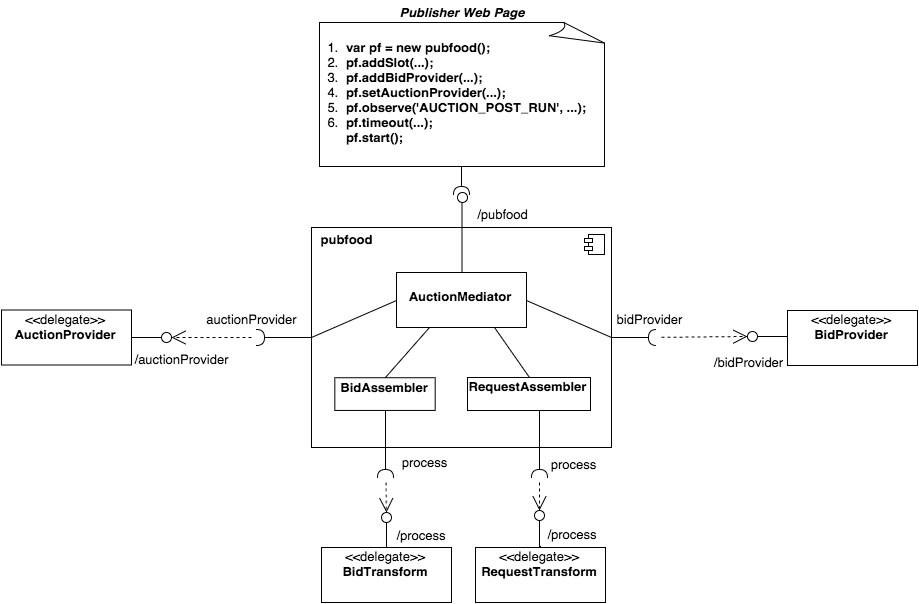 Publisher Web Page
1. var pf = new pubfood();
2. pf.addSlot(...);
3. pf.addBidProvider(...);
4. pf.setAuctionProvider(...);
5. pf.observe('AUCTION_POST_RUN', ...);
6. pf.timeout(...);
pf.start();
/pubfood
pubfood
AuctionMediator
<<delegate>>
AuctionProvider
auctionProvider
/auctionProvider
bidProvider
/bidProvider
<<delegate>>
BidProvider
BidAssembler
RequestAssembler
process
process
/process
/process
<<delegate>>
BidTransform
<<delegate>>
RequestTransform